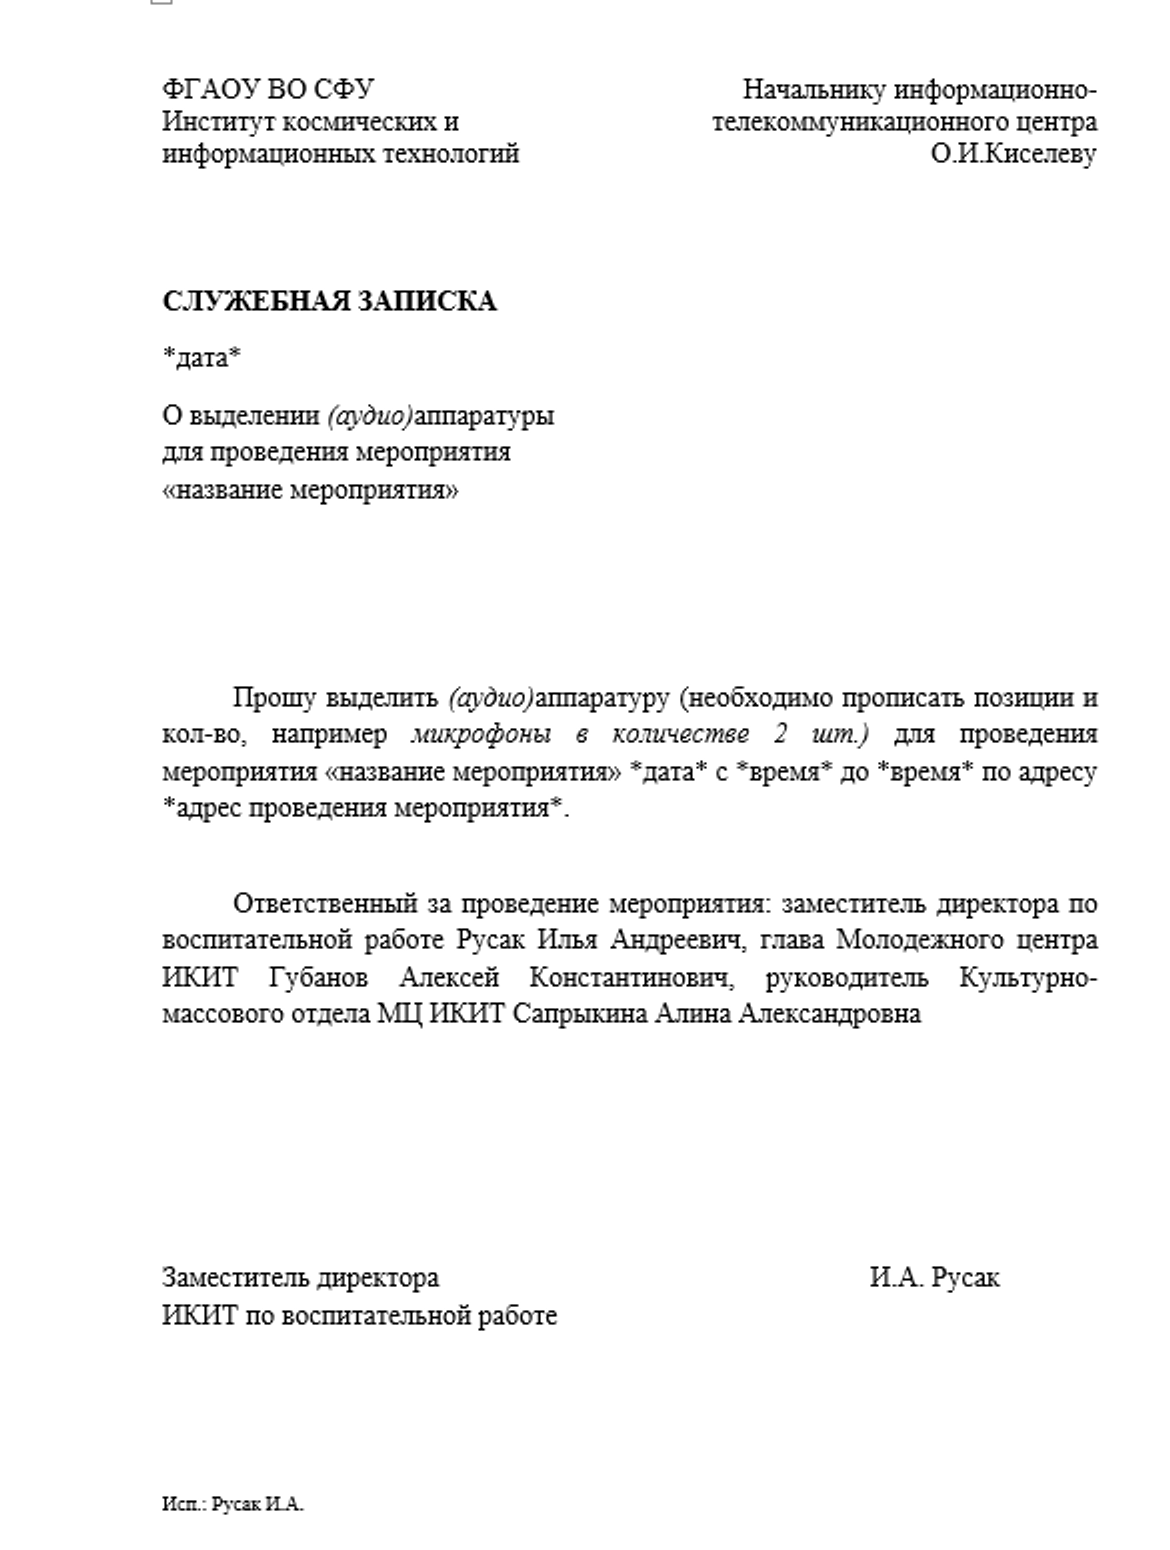 ФГАОУ ВО СФУ
Институт космических и
информационных технологий
Начальнику информационно-
телекоммуникационного центра
О.И.Киселеву
СЛУЖЕБНАЯ ЗАПИСКА
*дата*
О выделении (аудио)аппаратуры
для проведения мероприятия
«название мероприятия»
Прошу выделить (аудио)аппаратуру (необходимо прописать позиции и
кол-во, например микрофоны в количестве 2 шт.) для проведения
мероприятия «название мероприятия» *дата* с *время* до *время* по адресу
*адрес проведения мероприятия*.
Ответственный за проведение мероприятия: заместитель директора по
воспитательной работе Русак Илья Андреевич, глава Молодежного центра
ИКИТ Губанов Алексей Константинович, руководитель Культурно-
массового отдела МЦ ИКИТ Сапрыкина Алина Александровна
Заместитель директора
ИКИТ по воспитательной работе
И.А. Русак
Исп.: Русак И.А.